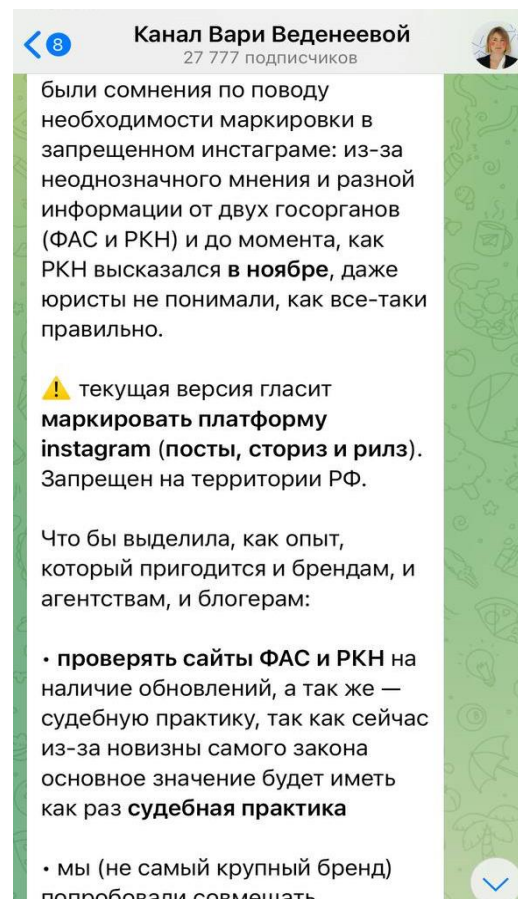 8
Канал Вари Веденеевой
27 777 подписчиков
были сомнения по поводу
необходимости маркировки в
запрещенном инстаграме: из-за
неоднозначного мнения и разной
информации от двух госорганов
(ФАС и РКН) и до момента, как
РКН высказался в ноябре, даже
юристы не понимали, как все-таки
правильно.
⚠️ текущая версия гласит
маркировать платформу
instagram (посты, сториз и рилз).
Запрещен на территории РФ.
Что бы выделила, как опыт,
который пригодится и брендам, и
агентствам, и блогерам:
• проверять сайты ФАС и РКН на
наличие обновлений, а так же —
судебную практику, так как сейчас
из-за новизны самого закона
основное значение будет иметь
как раз судебная практика
• мы (не самый крупный бренд)
попробовали совмещать